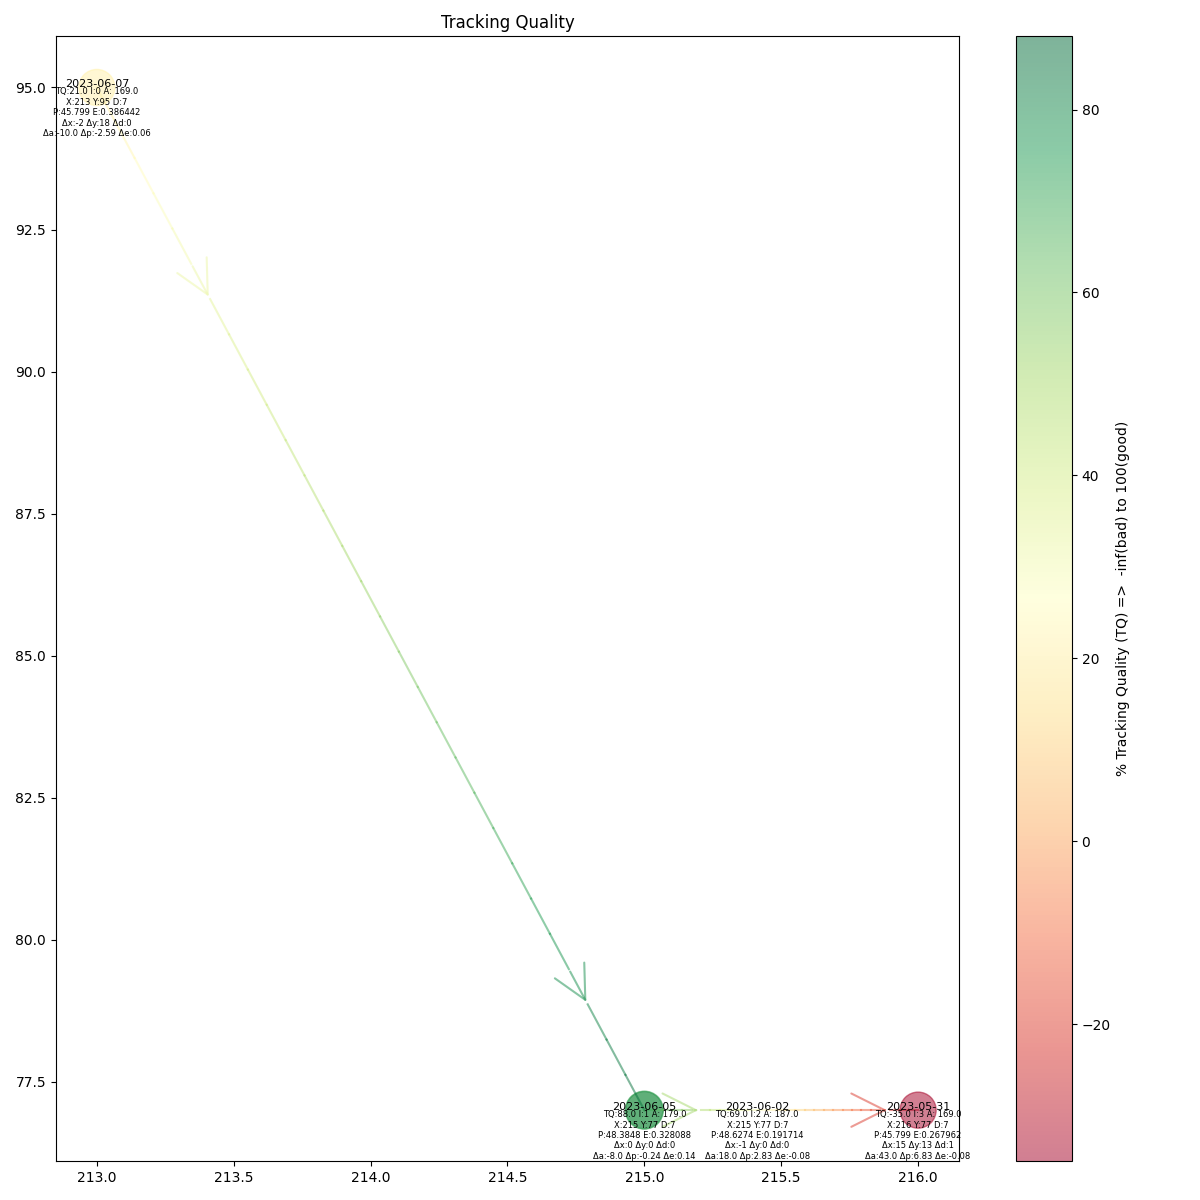 Tracking Quality
95.0
92.5
90.0
87.5
85.0
82.5
80.0
77.5
213.0 213.5 214.0 214.5 215.0 215.5 216.0
2023-06-07
TQ:21.0 I:0 A: 169.0
X:213 Y:95 D:7
P:45.799 E:0.386442
Δx:-2 Δy:18 Δd:0
Δa:-10.0 Δp:-2.59 Δe:0.06
2023-06-05
TQ:88.0 I:1 A: 179.0
X:215 Y:77 D:7
P:48.3848 E:0.328088
Δx:0 Δy:0 Δd:0
Δa:-8.0 Δp:-0.24 Δe:0.14
2023-06-02
TQ:69.0 I:2 A: 187.0
X:215 Y:77 D:7
P:48.6274 E:0.191714
Δx:-1 Δy:0 Δd:0
Δa:18.0 Δp:2.83 Δe:-0.08
2023-05-31
TQ:-35.0 I:3 A: 169.0
X:216 Y:77 D:7
P:45.799 E:0.267962
Δx:15 Δy:13 Δd:1
Δa:43.0 Δp:6.83 Δe:-0.08
80
60
40
20
0
−20
% Tracking Quality (TQ) => -inf(bad) to 100(good)